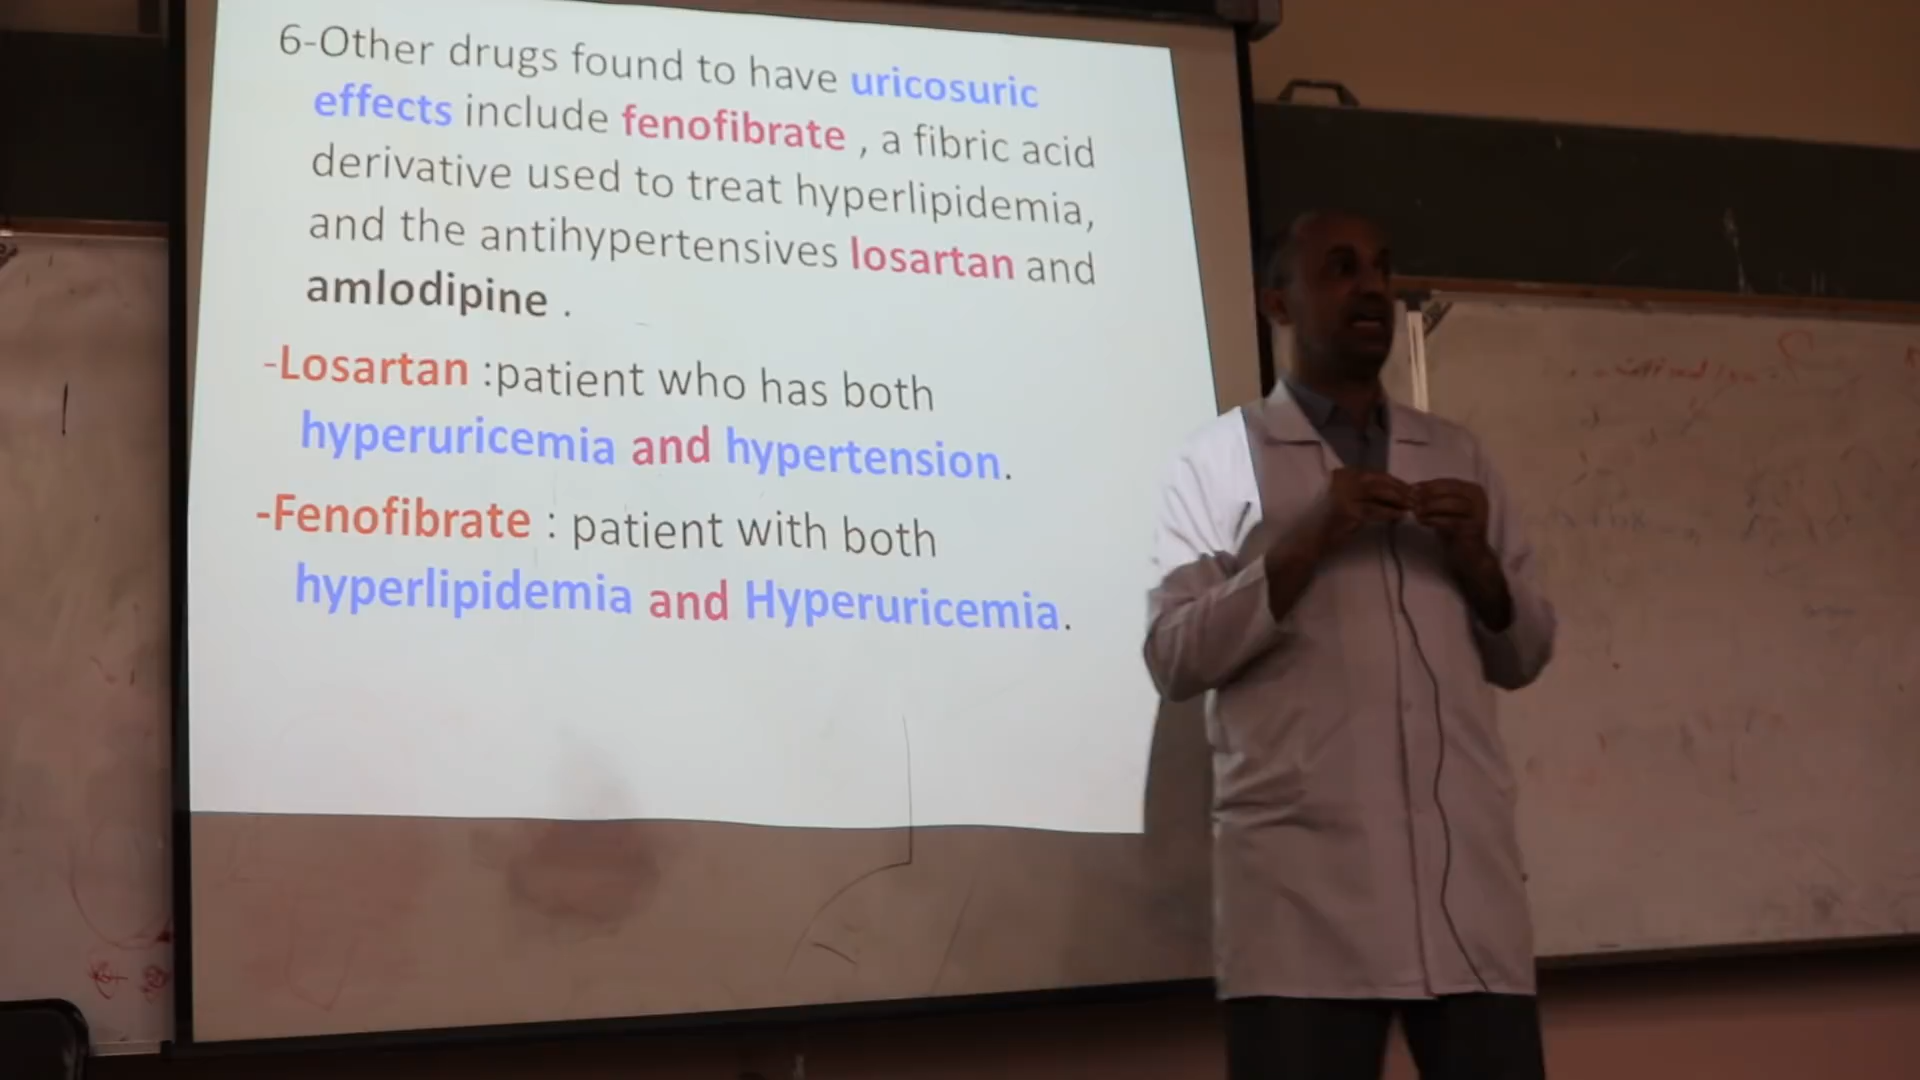 6-Other drugs found to have uricosuric
effects include fenofibrate , a fibric acid
derivative used to treat hyperlipidemia,
and the antihypertensives losartan and
amlodipine .
-Losartan :patient who has both
hyperuricemia and hypertension.
-Fenofibrate : patient with both
hyperlipidemia and Hyperuricemia.